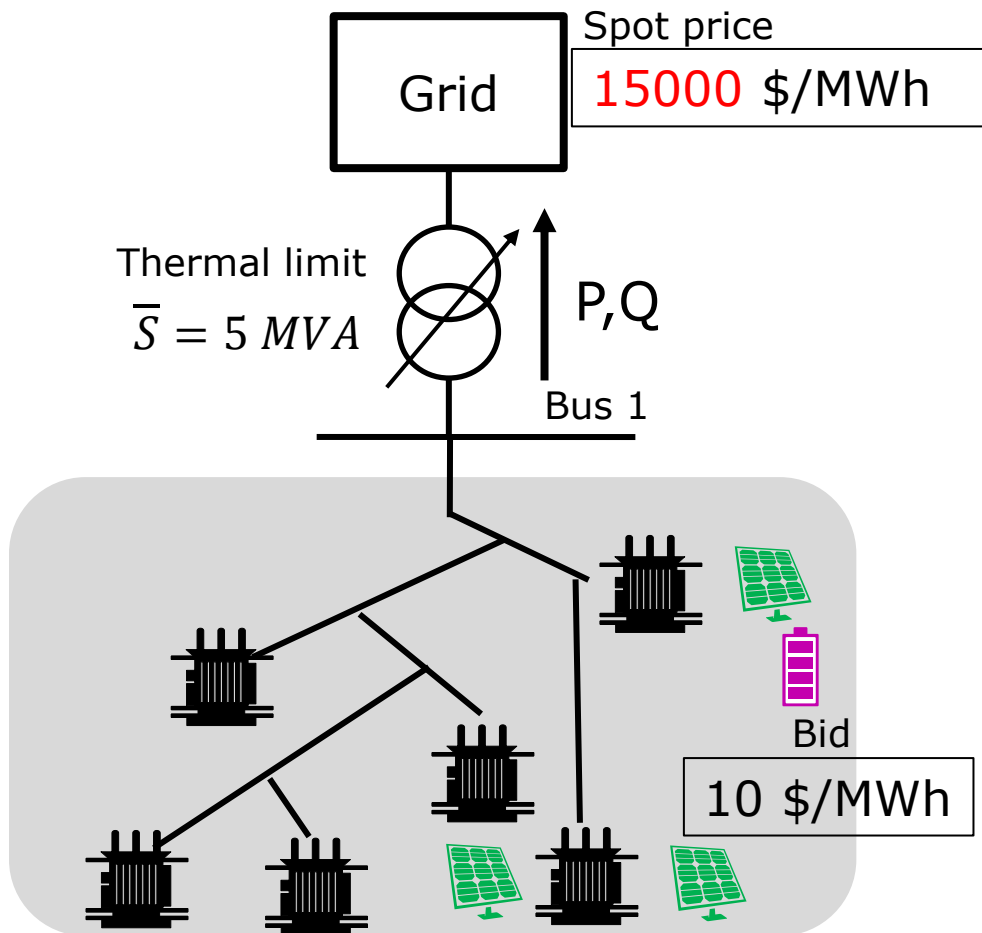 Spot price
Grid
15000 $/MWh
Thermal limit
S̅ = 5 MVA
P,Q
Bus 1
Bid
10 $/MWh